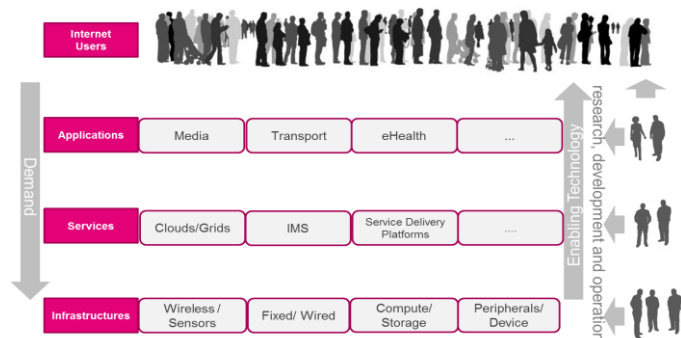 Internet
Users
Applications
Media
Transport
eHealth
...
Services
Clouds/Grids
IMS
Service Delivery
Platforms
....
Infrastructures
Wireless /
Sensors
Fixed/ Wired
Compute/
Storage
Peripherals/
Device
Demand
Enabling Technology
research, development and operation